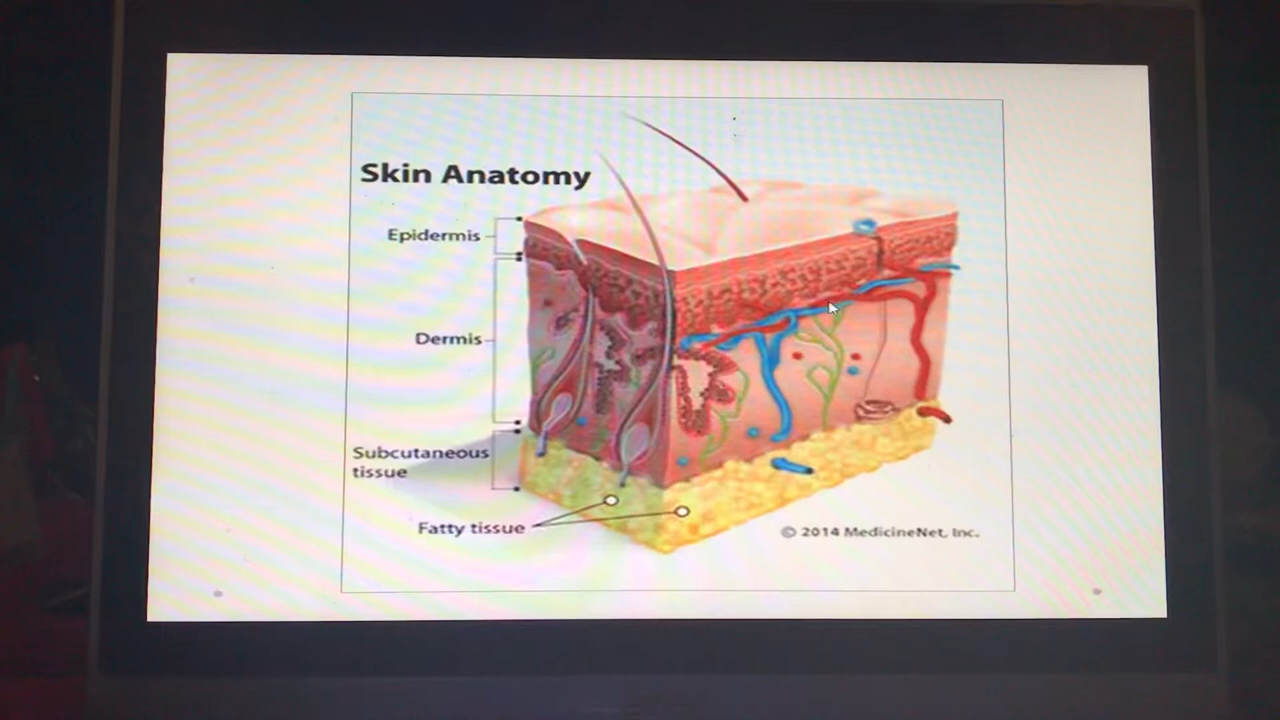 Skin Anatomy
Epidermis
Dermis
Subcutaneous
tissue
Fatty tissue
© 2014 MedicineNet, Inc.